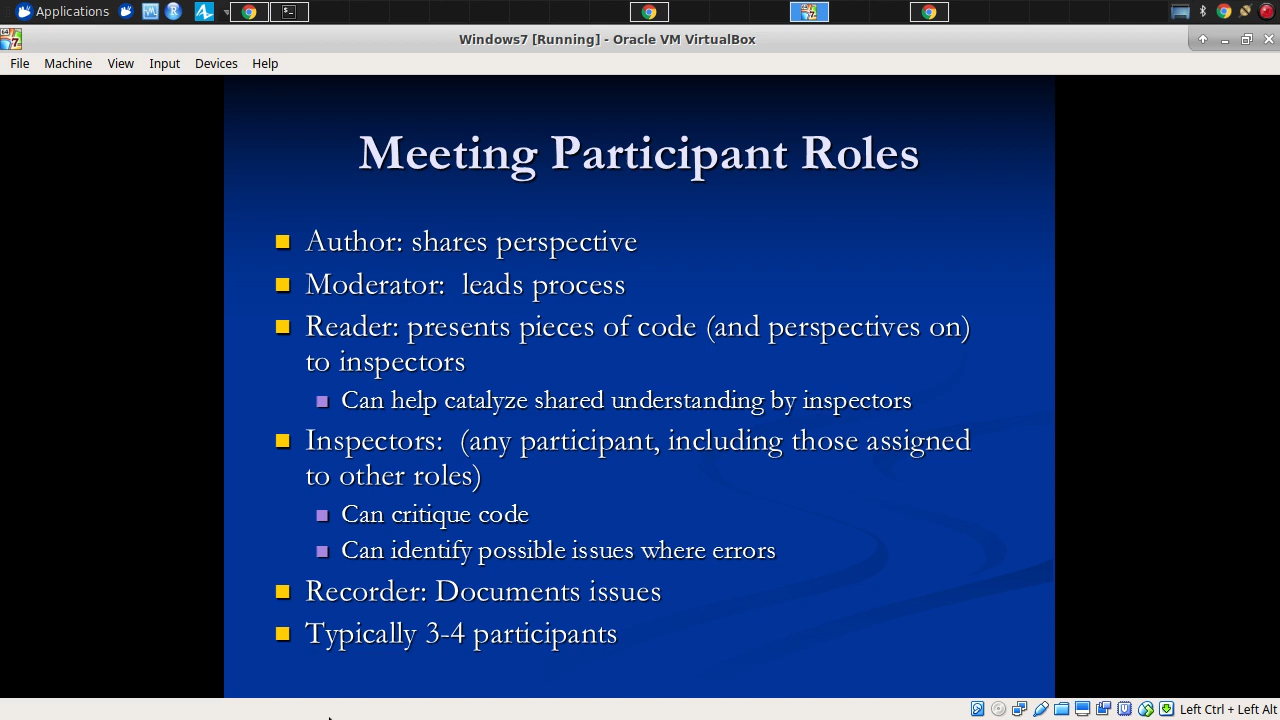 Applications
Windows7 [Running] - Oracle VM VirtualBox
File Machine View Input Devices Help
Meeting Participant Roles
Author: shares perspective
Moderator:  leads process
Reader: presents pieces of code (and perspectives on)
to inspectors
Can help catalyze shared understanding by inspectors
Inspectors:  (any participant, including those assigned
to other roles)
Can critique code
Can identify possible issues where errors
Recorder: Documents issues
Typically 3-4 participants
Left Ctrl + Left Alt